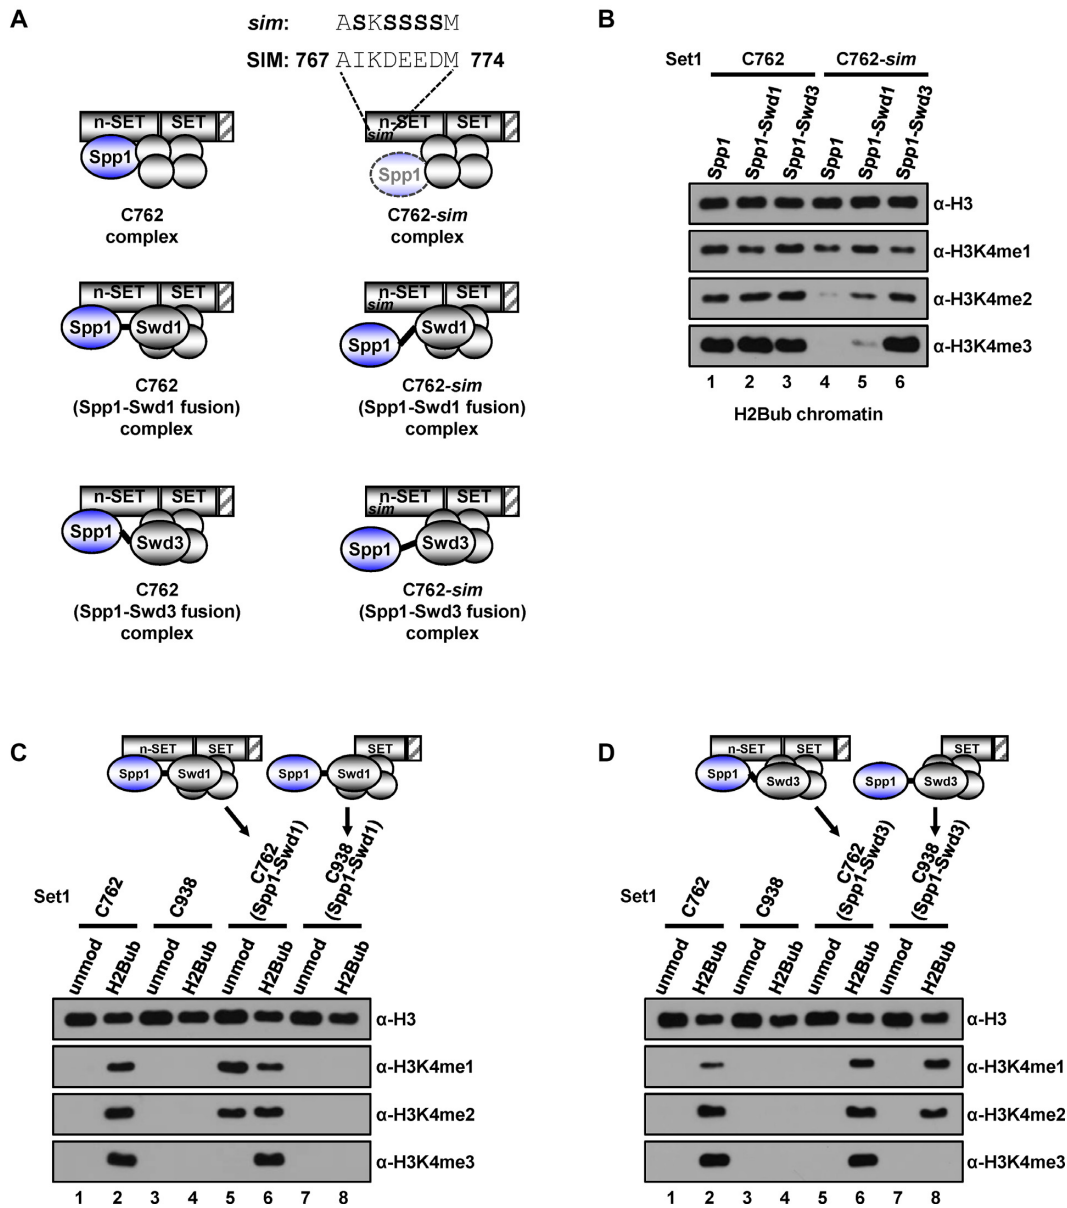 A
sim: ASKSSSSM
SIM: 767 AIKDEEDM 774
n-SET SET
Spp1
C762
complex
n-SET SET
sim
Spp1
C762-sim
complex
n-SET SET
Spp1 Swd1
C762
(Spp1-Swd1 fusion)
complex
n-SET SET
sim
Spp1 Swd1
C762-sim
(Spp1-Swd1 fusion)
complex
n-SET SET
Spp1 Swd3
C762
(Spp1-Swd3 fusion)
complex
n-SET SET
sim
Spp1 Swd3
C762-sim
(Spp1-Swd3 fusion)
complex
B
Set1 C762 C762-sim
Spp1 Spp1-Swd1 Spp1-Swd3 Spp1 Spp1-Swd1 Spp1-Swd3
α-H3
α-H3K4me1
α-H3K4me2
α-H3K4me3
1 2 3 4 5 6
H2Bub chromatin
C
n-SET SET
Spp1 Swd1
SET
Spp1 Swd1
Set1 C762 C938 C762 (Spp1-Swd1) C938 (Spp1-Swd1)
unmod H2Bub unmod H2Bub unmod H2Bub unmod H2Bub
α-H3
α-H3K4me1
α-H3K4me2
α-H3K4me3
1 2 3 4 5 6 7 8
D
n-SET SET
Spp1 Swd3
SET
Spp1 Swd3
Set1 C762 C938 C762 (Spp1-Swd3) C938 (Spp1-Swd3)
unmod H2Bub unmod H2Bub unmod H2Bub unmod H2Bub
α-H3
α-H3K4me1
α-H3K4me2
α-H3K4me3
1 2 3 4 5 6 7 8